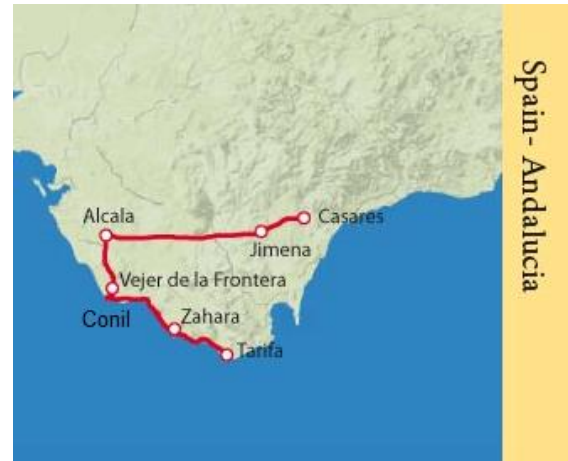 Alcala
Casares
Jimena
Vejer de la Frontera
Conil
Zahara
Tarifa
Spain- Andalucia